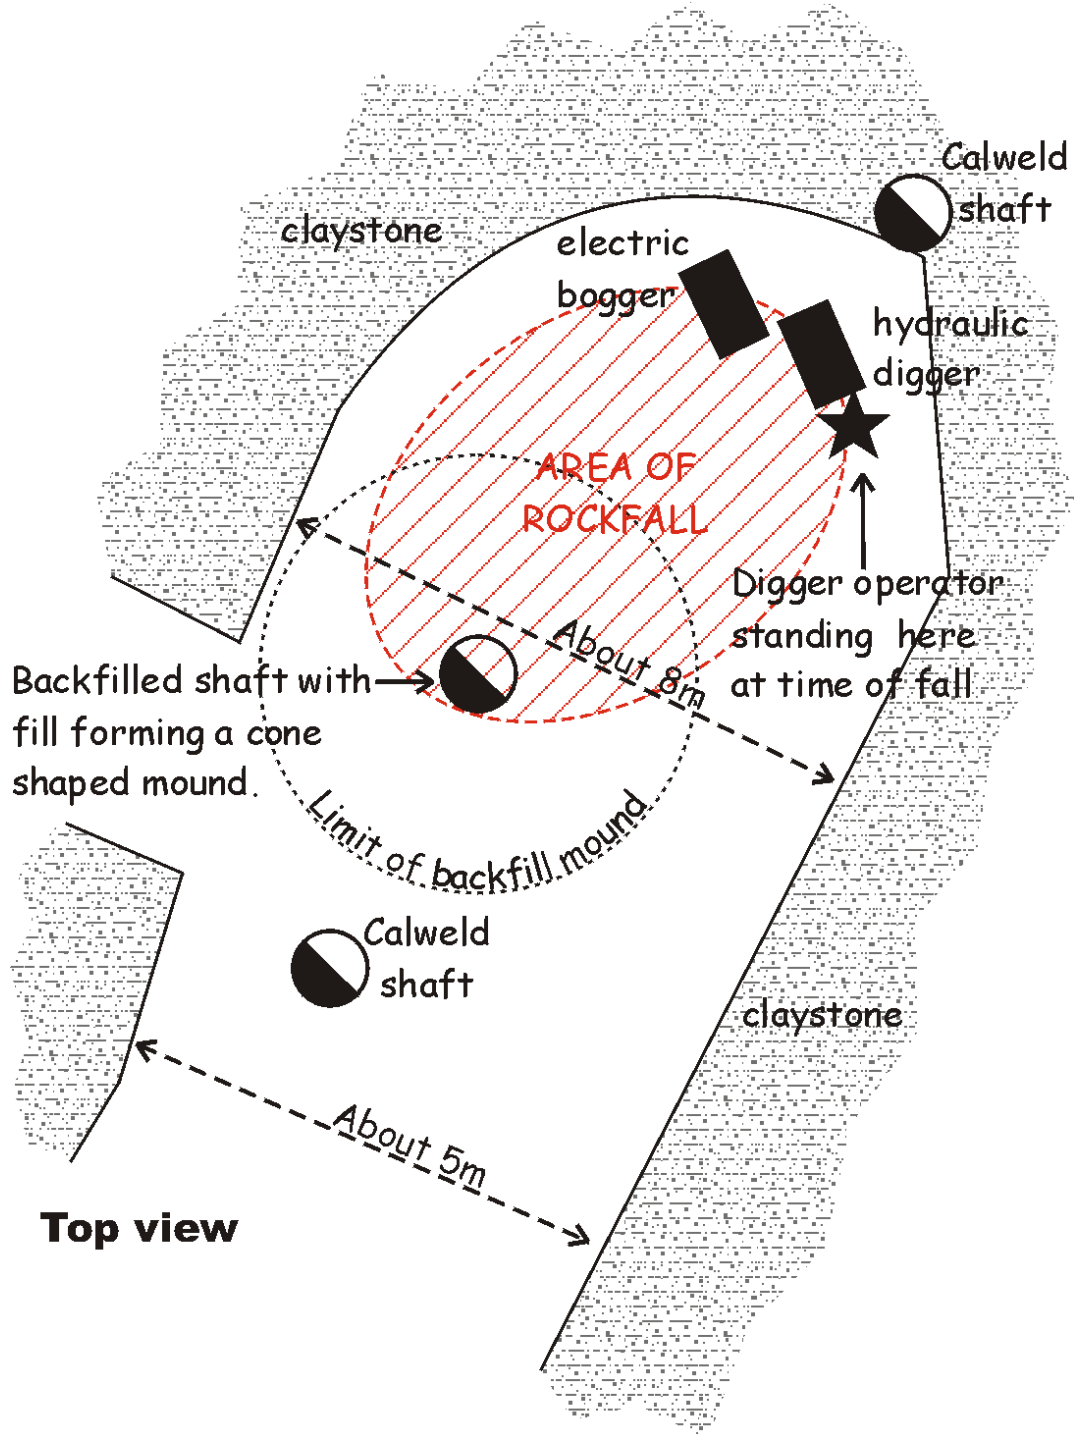 Calweld
shaft
claystone
electric
bogger
hydraulic
digger
AREA OF
ROCKFALL
Digger operator
standing here
at time of fall
About 8m
Backfilled shaft with
fill forming a cone
shaped mound.
Limit of backfill mound
Calweld
shaft
claystone
About 5m
Top view